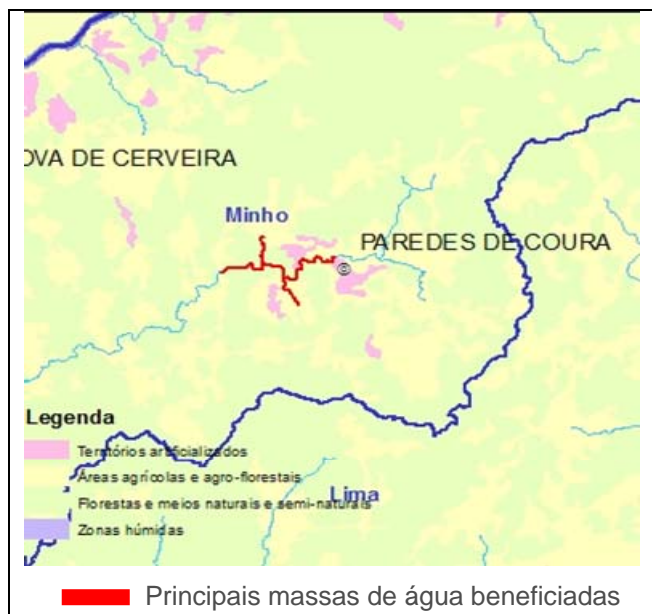 OVA DE CERVEIRA
Minho
PAREDES DE COURA
Legenda
Territórios artificializados
Áreas agrícolas e agro-florestais
Lima
Florestas e meios naturais e semi-naturais
Zonas húmidas
Principais massas de água beneficiadas